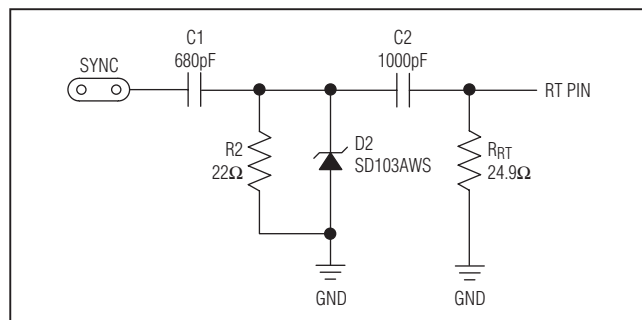 SYNC
C1
680pF
C2
1000pF
RT PIN
R2
22Ω
D2
SD103AWS
RRT
24.9Ω
GND
GND